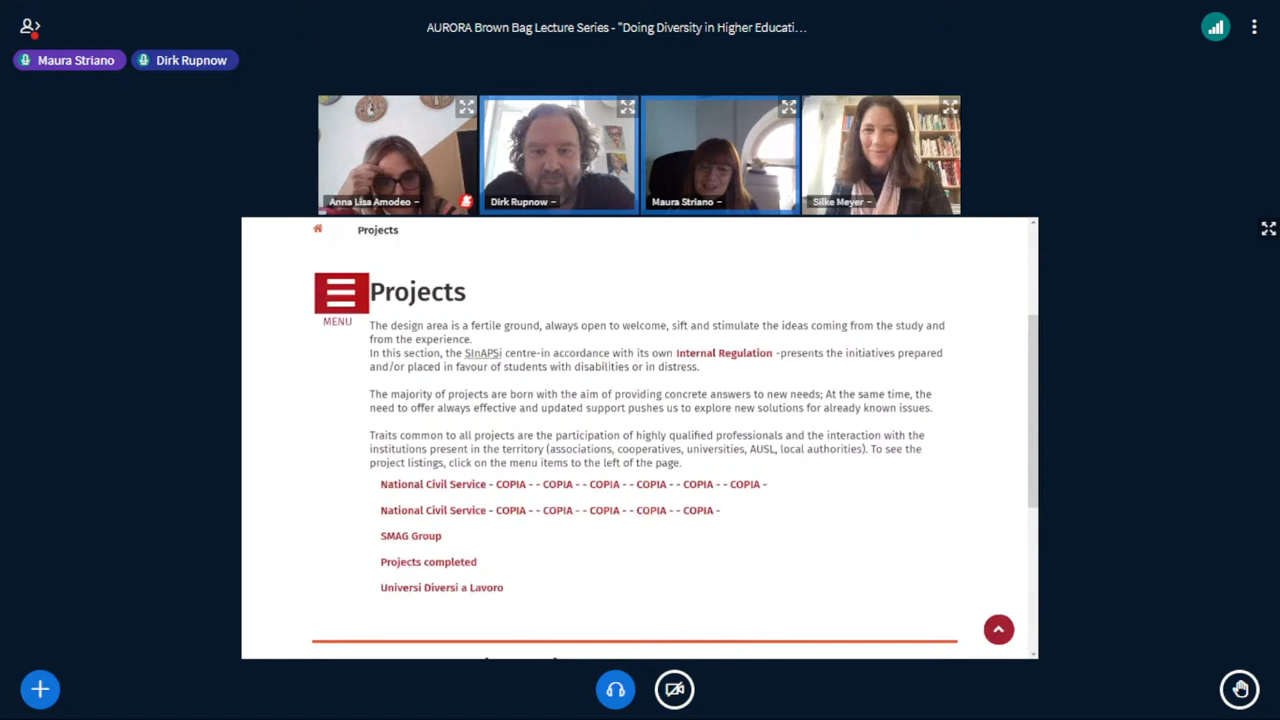 AURORA Brown Bag Lecture Series - "Doing Diversity in Higher Educati…
Maura Striano
Dirk Rupnow
Anna Lisa Amodeo –
Dirk Rupnow –
Maura Striano –
Silke Meyer –
Projects
Projects
MENU
The design area is a fertile ground, always open to welcome, sift and stimulate the ideas coming from the study and
from the experience.
In this section, the SInAPSi centre-in accordance with its own Internal Regulation -presents the initiatives prepared
and/or placed in favour of students with disabilities or in distress.
The majority of projects are born with the aim of providing concrete answers to new needs; At the same time, the
need to offer always effective and updated support pushes us to explore new solutions for already known issues.
Traits common to all projects are the participation of highly qualified professionals and the interaction with the
institutions present in the territory (associations, cooperatives, universities, AUSL, local authorities). To see the
project listings, click on the menu items to the left of the page.
National Civil Service - COPIA - - COPIA - - COPIA - - COPIA - - COPIA - - COPIA -
National Civil Service - COPIA - - COPIA - - COPIA - - COPIA - - COPIA -
SMAG Group
Projects completed
Universi Diversi a Lavoro